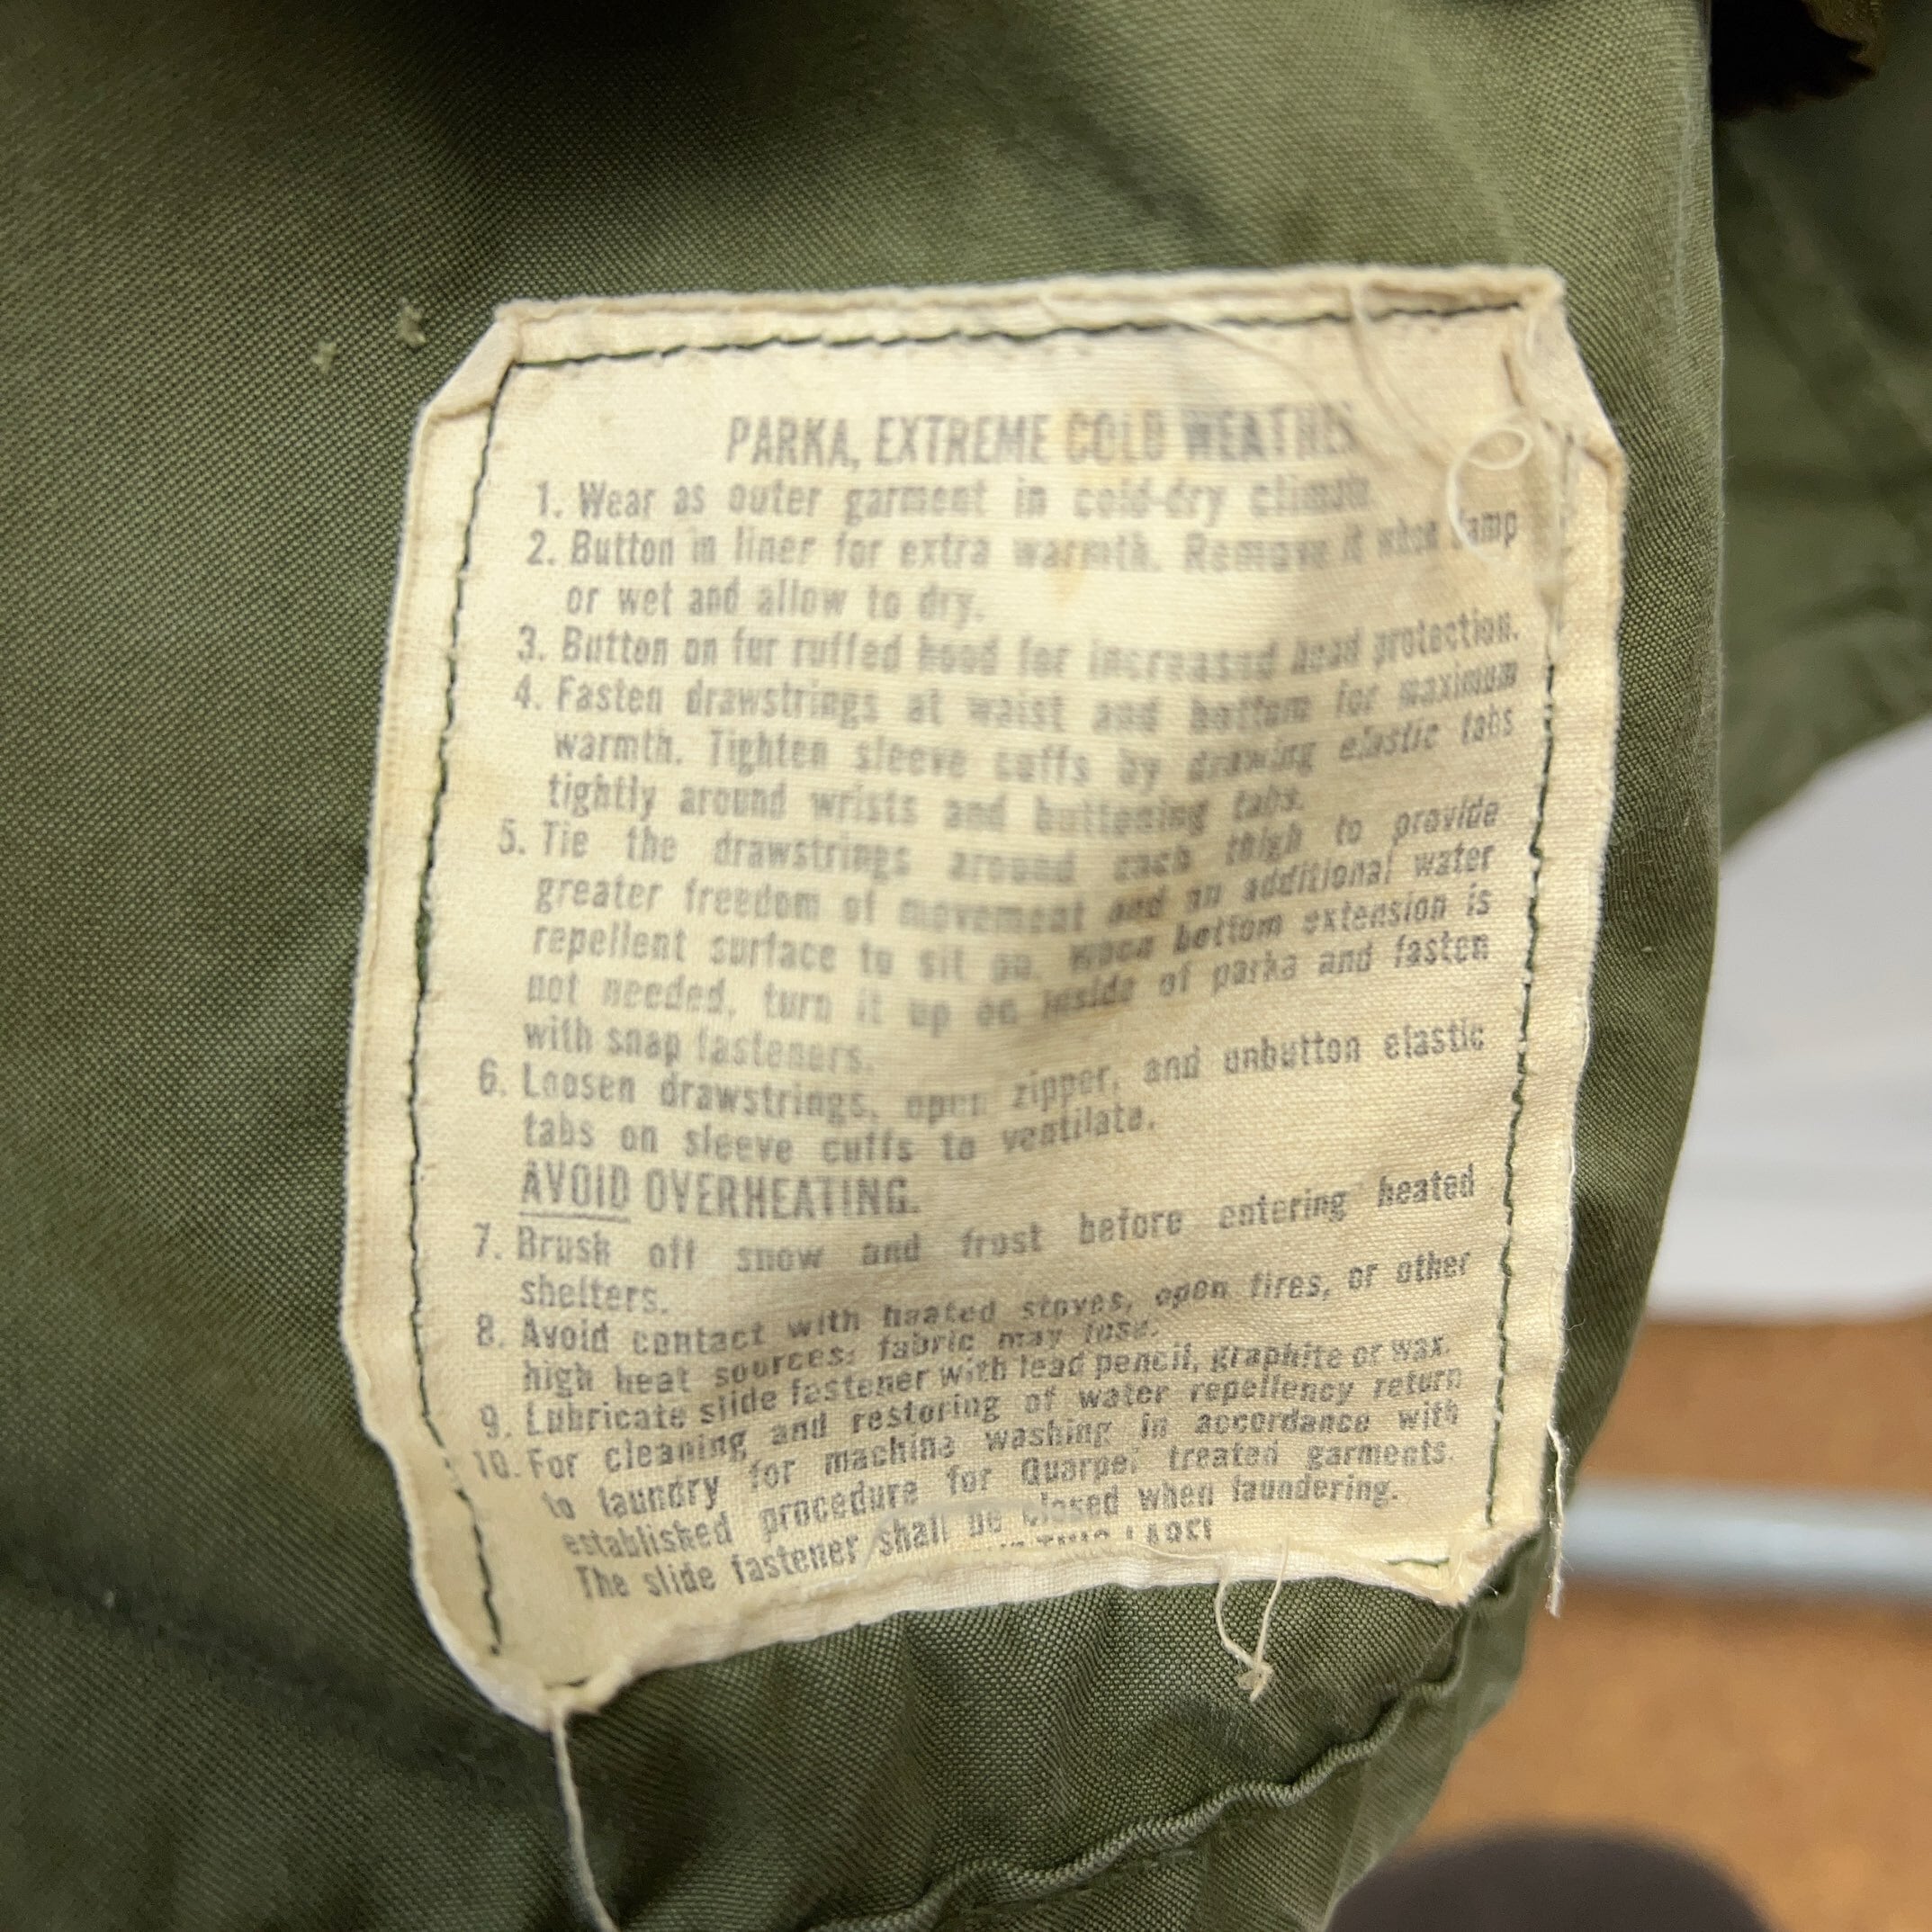 PARKA, EXTREME COLD WEATHER
1. Wear as outer garment in cold-dry climate.
2. Button in liner for extra warmth. Remove it when damp
or wet and allow to dry.
3. Button on fur ruffed hood for increased head protection.
4. Fasten drawstrings at waist and bottom for maximum
warmth. Tighten sleeve cuffs by drawing elastic tabs
tightly around wrists and buttoning tabs.
5. Tie the drawstrings around each thigh to provide
greater freedom of movement and an additional water
repellent surface to sit on. When bottom extension is
not needed, turn it up on inside of parka and fasten
with snap fasteners.
6. Loosen drawstrings, open zipper, and unbutton elastic
tabs on sleeve cuffs to ventilate.
AVOID OVERHEATING.
7. Brush off snow and frost before entering heated
shelters.
8. Avoid contact with heated stoves, open fires, or other
high heat sources; fabric may fuse.
9. Lubricate slide fastener with lead pencil, graphite or wax.
10. For cleaning and restoring of water repellency return
to laundry for machine washing in accordance with
established procedure for Quarpel treated garments.
The slide fastener shall be closed when laundering.
THIS LABEL